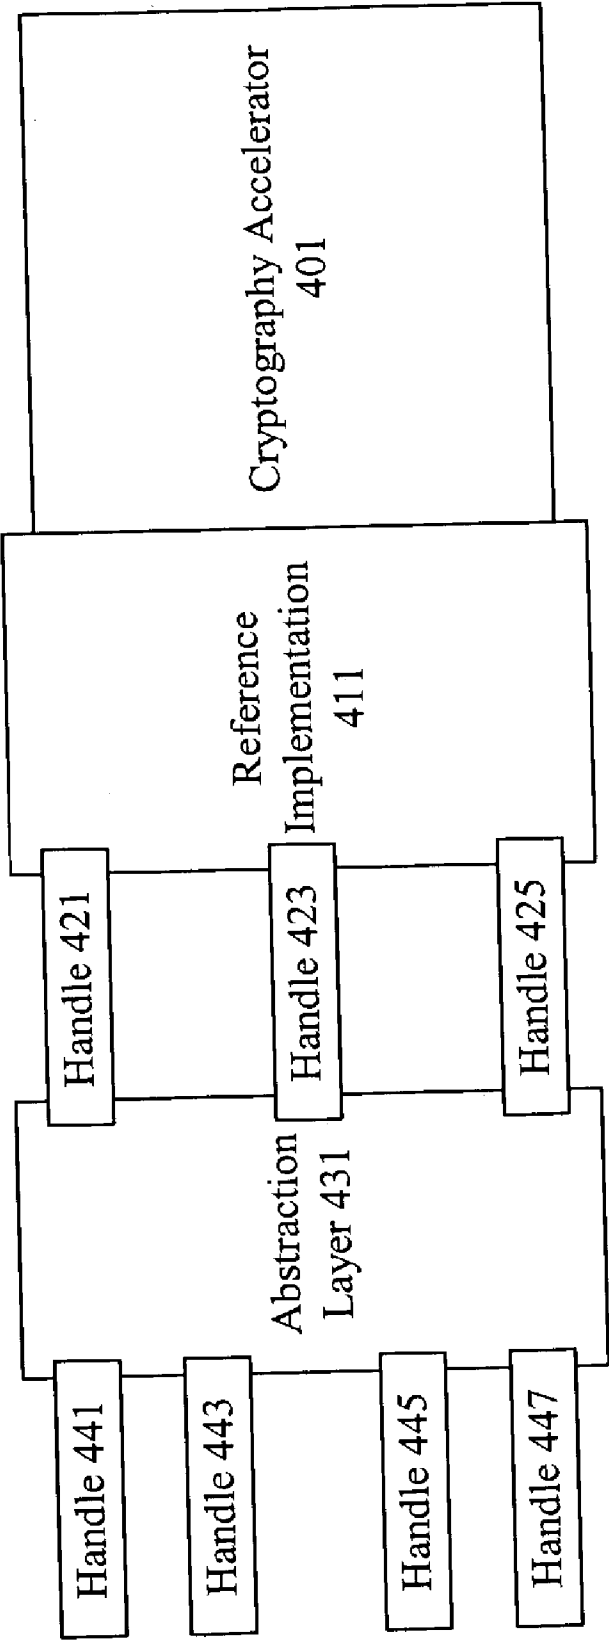 Cryptography Accelerator
401
Reference
Implementation
411
Handle 421
Handle 423
Handle 425
Abstraction
Layer 431
Handle 441
Handle 443
Handle 445
Handle 447